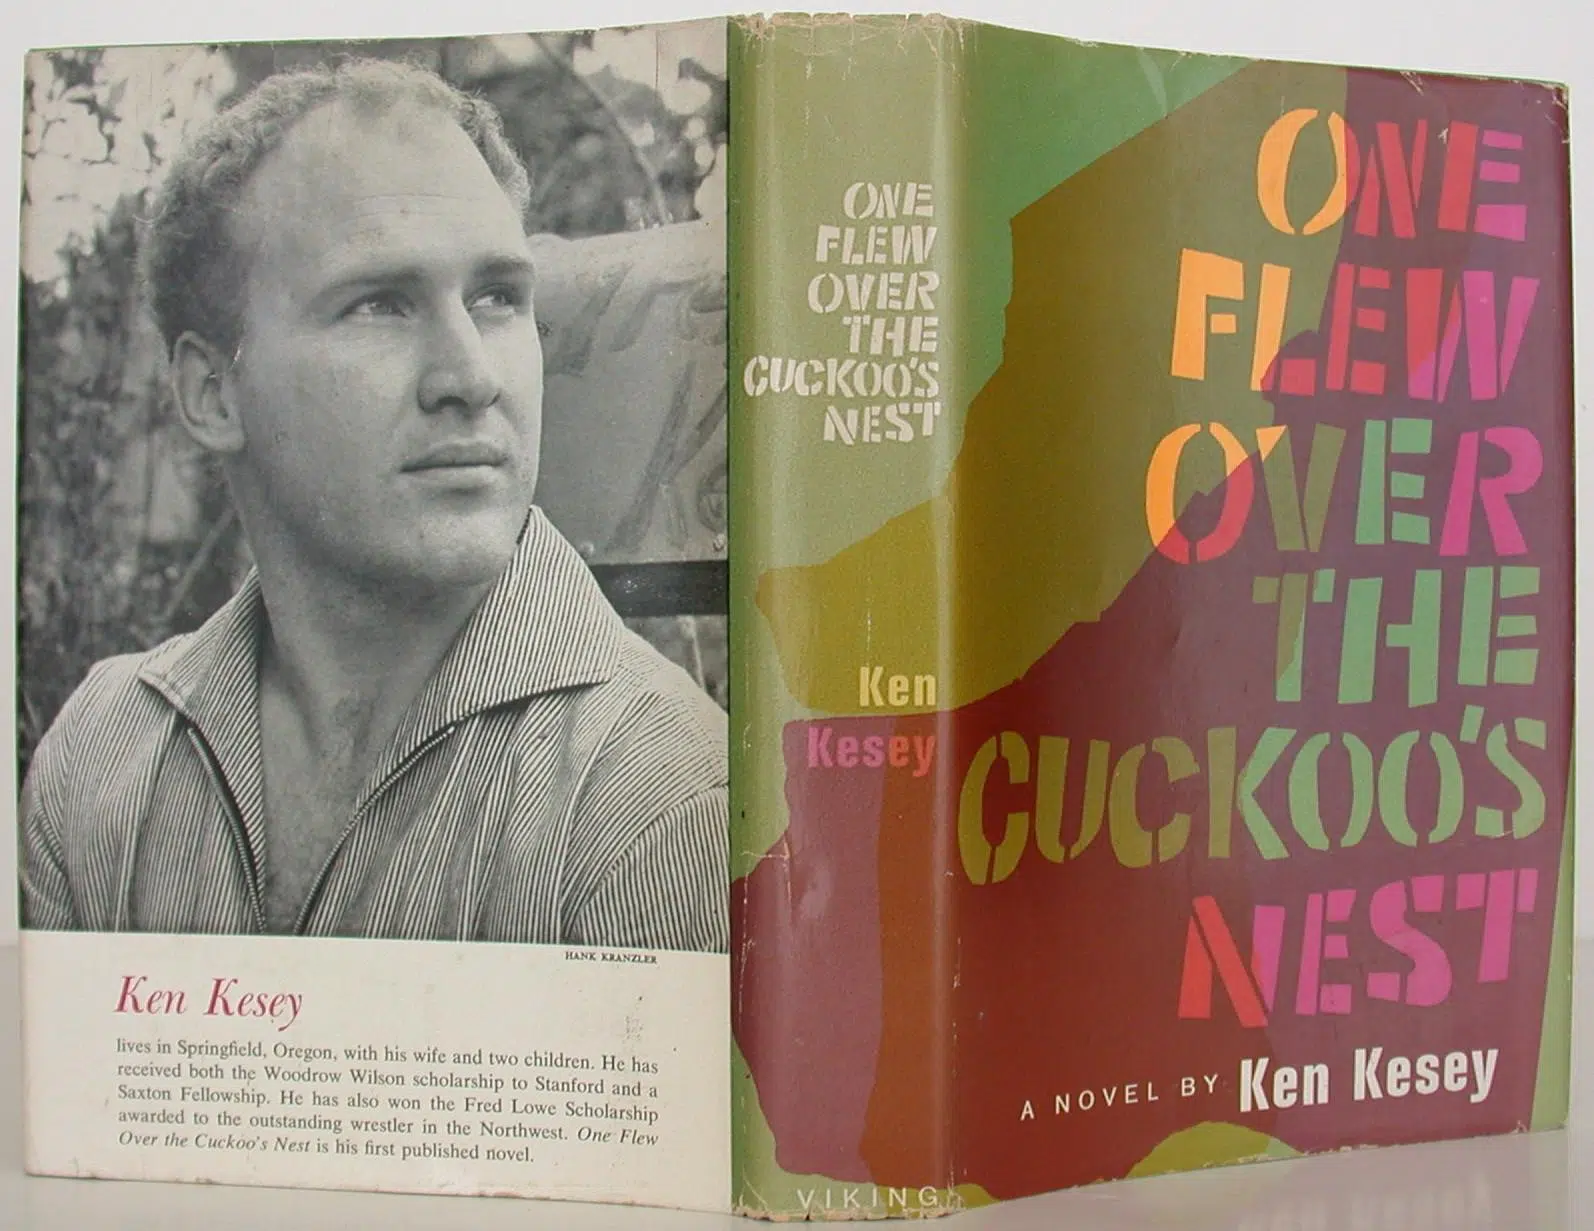 HANK KRANZLER
Ken Kesey
lives in Springfield, Oregon, with his wife and two children. He has
received both the Woodrow Wilson scholarship to Stanford and a
Saxton Fellowship. He has also won the Fred Lowe Scholarship
awarded to the outstanding wrestler in the Northwest. One Flew
Over the Cuckoo's Nest is his first published novel.
ONE
FLEW
OVER
THE
CUCKOO'S
NEST
Ken
Kesey
VIKING
ONE
FLEW
OVER
THE
CUCKOO'S
NEST
A NOVEL BY Ken Kesey